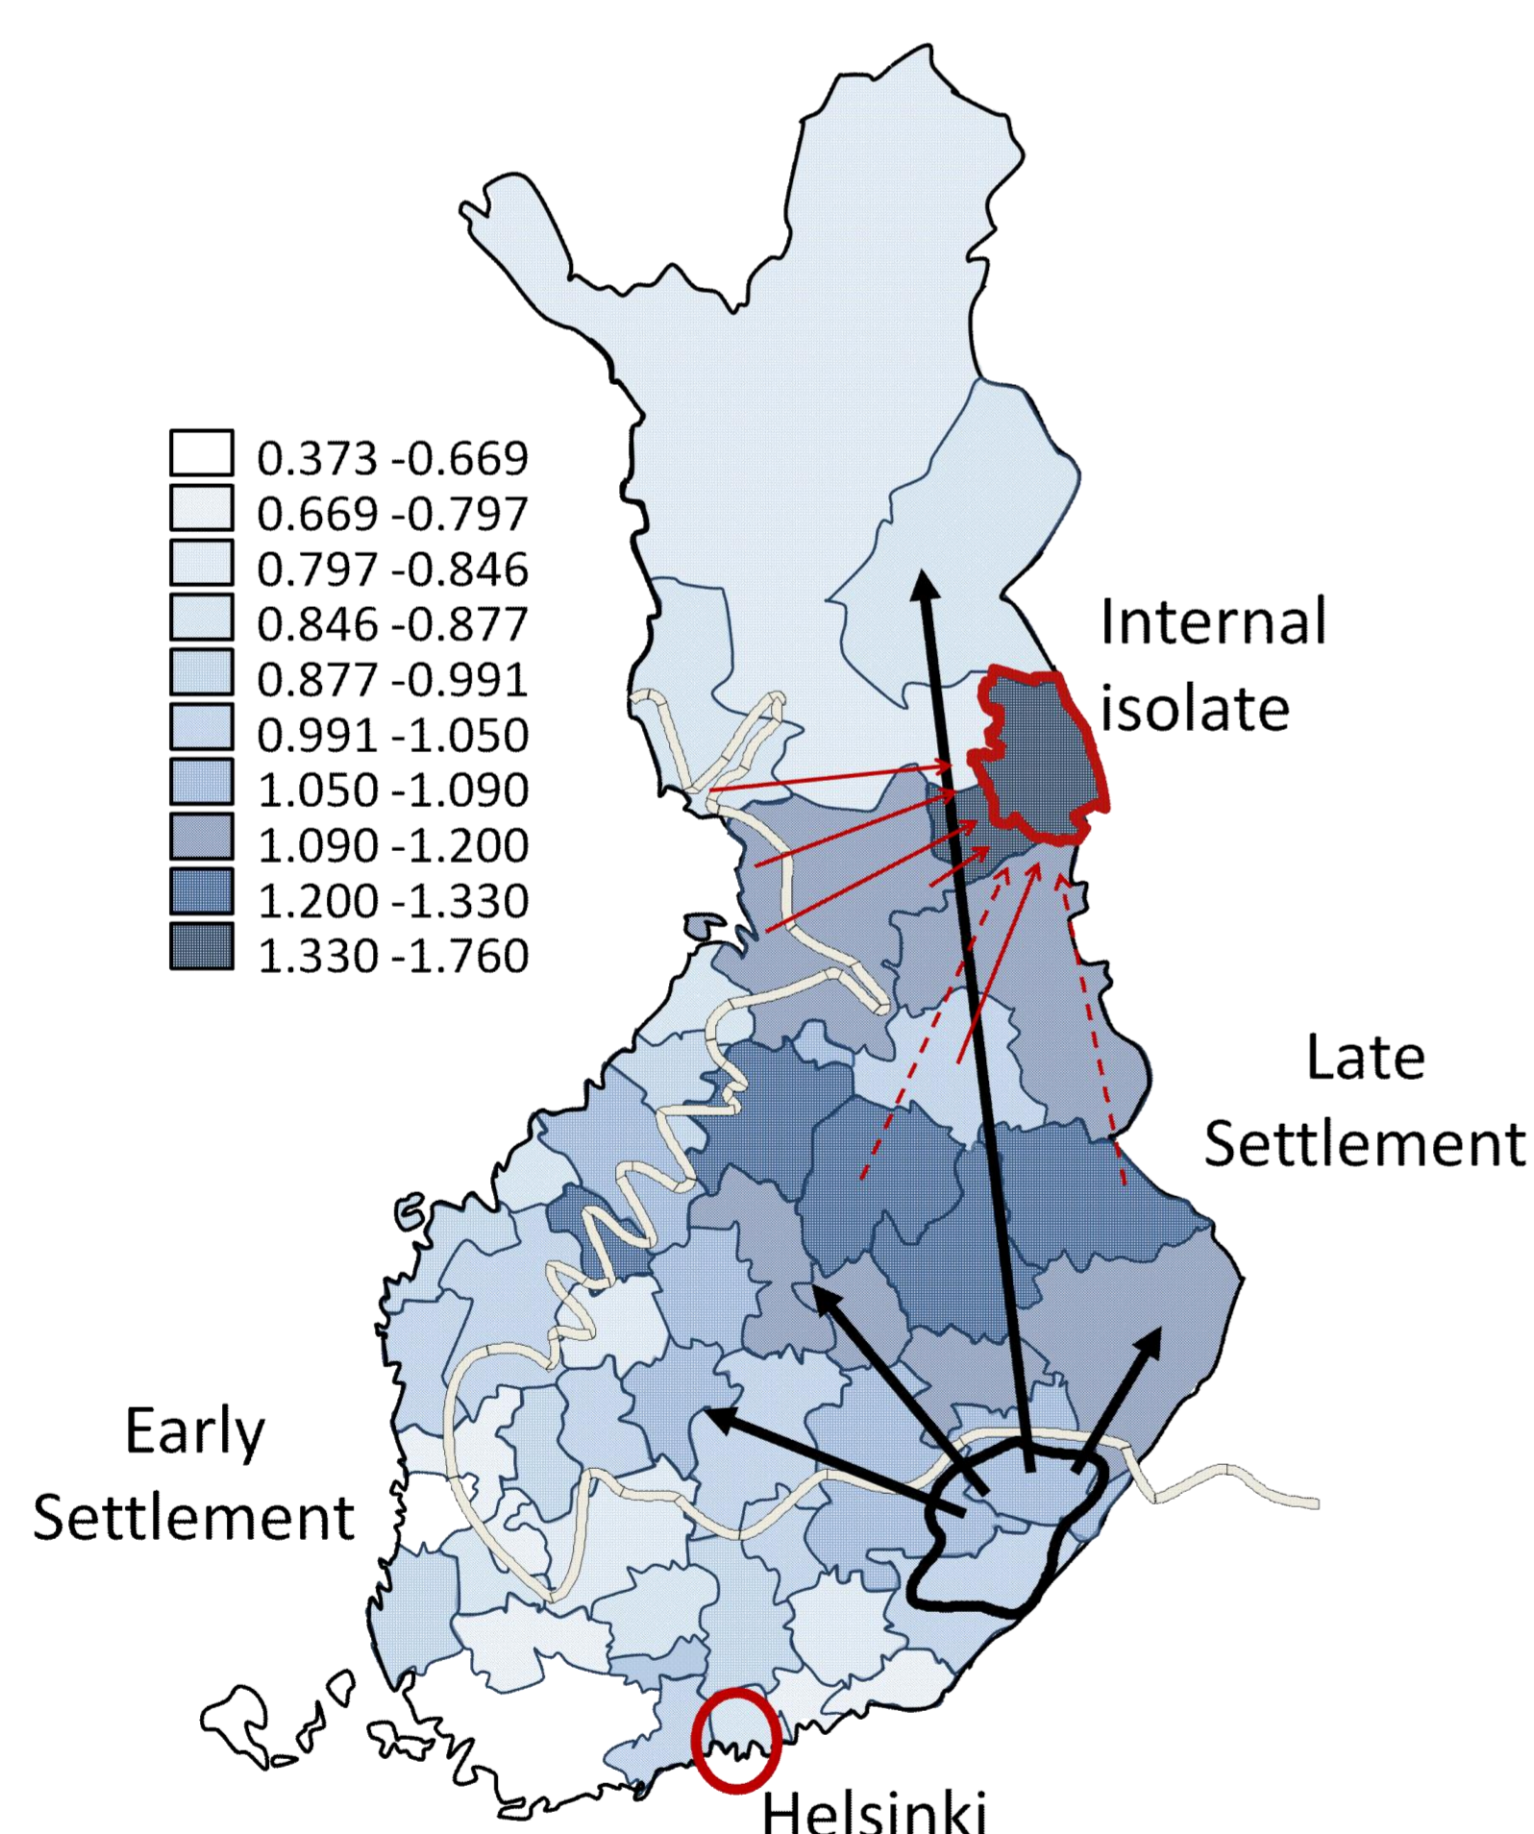 0.373 -0.669
0.669 -0.797
0.797 -0.846
0.846 -0.877
0.877 -0.991
0.991 -1.050
1.050 -1.090
1.090 -1.200
1.200 -1.330
1.330 -1.760
Internal
isolate
Late
Settlement
Early
Settlement
Helsinki